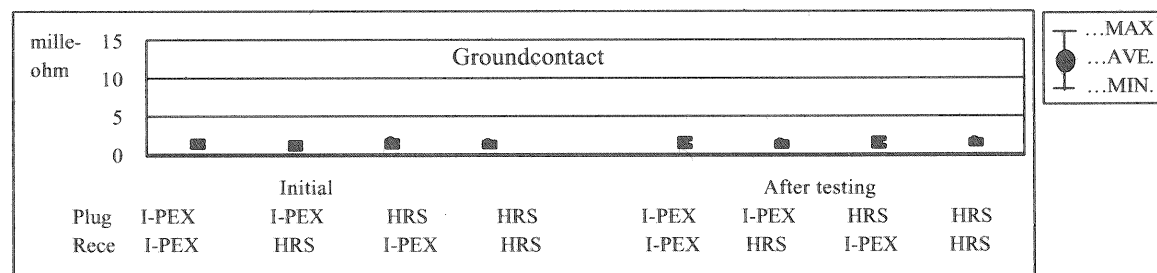 mille-
ohm
15
10
5
0
Groundcontact
Initial After testing
Plug I-PEX I-PEX HRS HRS I-PEX I-PEX HRS HRS
Rece I-PEX HRS I-PEX HRS I-PEX HRS I-PEX HRS
...MAX
...AVE.
...MIN.